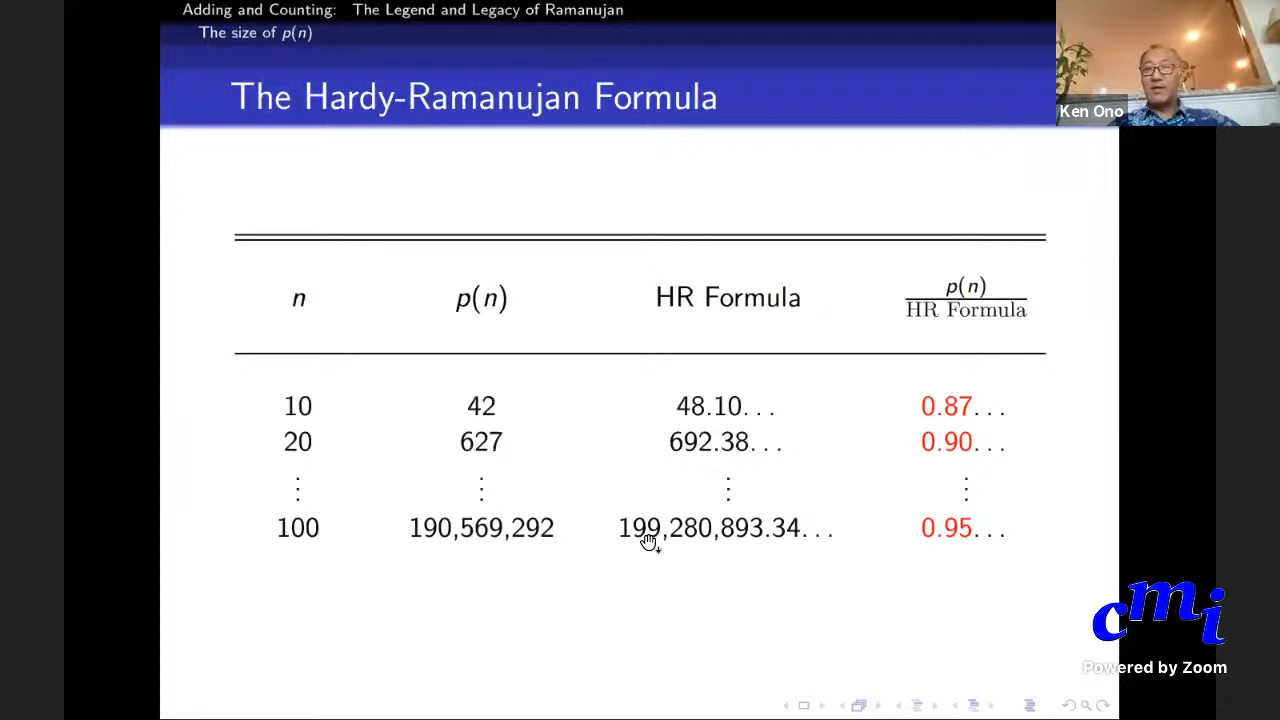 Adding and Counting: The Legend and Legacy of Ramanujan
The size of p(n)
The Hardy-Ramanujan Formula
Ken Ono
n p(n) HR Formula p(n)/HR Formula
10 42 48.10... 0.87...
20 627 692.38... 0.90...
⋮ ⋮ ⋮ ⋮
100 190,569,292 199,280,893.34... 0.95...
cmi
Powered by Zoom